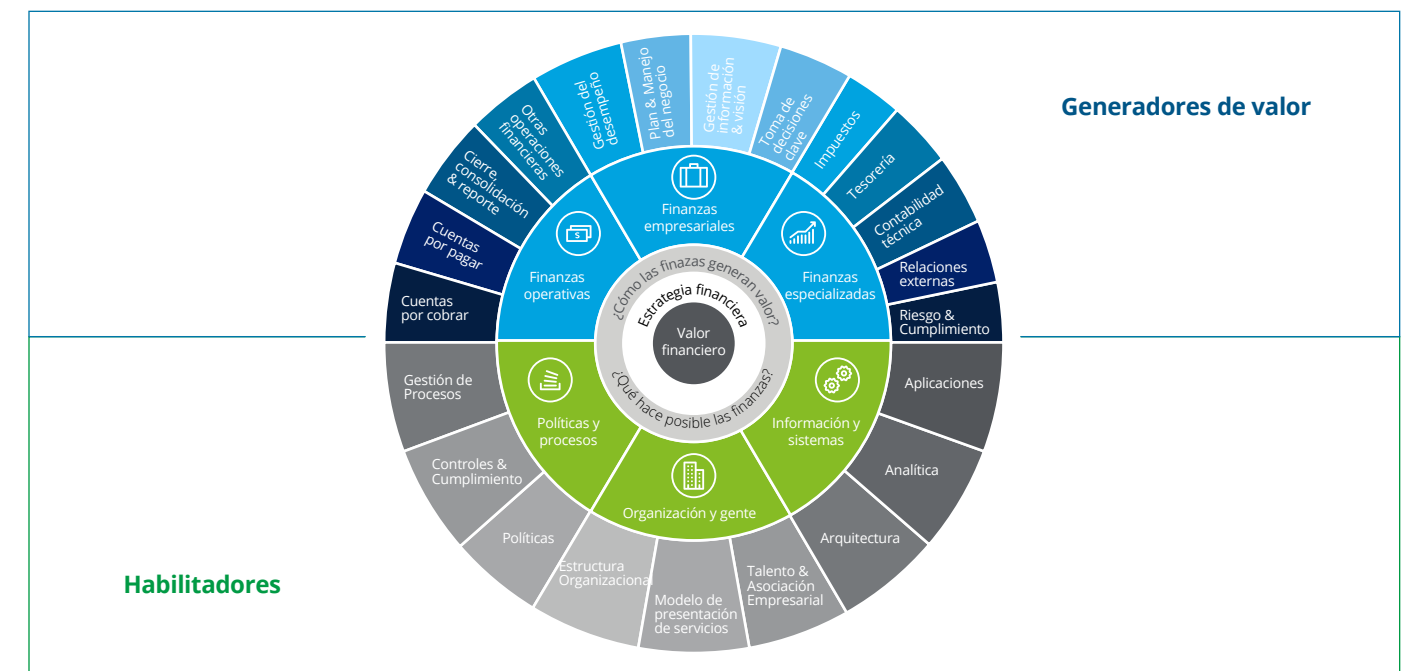 Generadores de valor
Gestión del
desempeño
Plan & Manejo
del negocio
Gestión de
información
& visión
Toma de
decisiones
clave
Impuestos
Tesorería
Contabilidad
técnica
Relaciones
externas
Riesgo &
Cumplimiento
Otras
operaciones
financieras
Cierre,
consolidación
& reporte
Cuentas
por pagar
Cuentas
por cobrar
Finanzas
empresariales
Finanzas
operativas
Finanzas
especializadas
¿Cómo las finazas generan valor?
Estrategia financiera
Valor
financiero
¿Qué hace posible las finanzas?
Políticas y
procesos
Información y
sistemas
Organización y gente
Gestión de
Procesos
Controles &
Cumplimiento
Políticas
Estructura
Organizacional
Modelo de
presentación
de servicios
Talento &
Asociación
Empresarial
Arquitectura
Analítica
Aplicaciones
Habilitadores